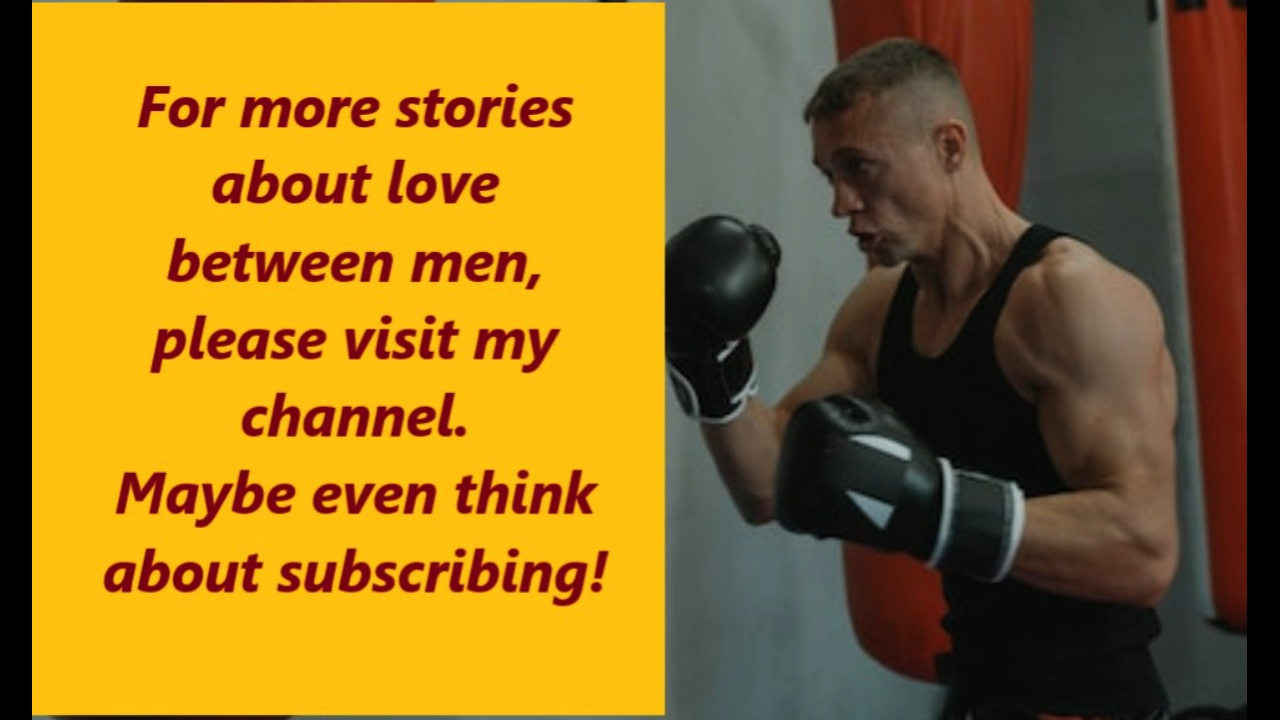 For more stories
about love
between men,
please visit my
channel.
Maybe even think
about subscribing!